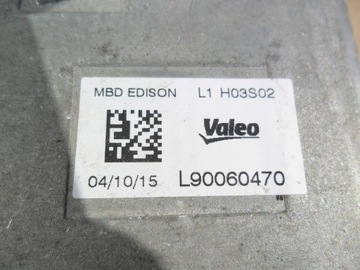 MBD EDISON L1 H03S02
Valeo
04/10/15 L90060470